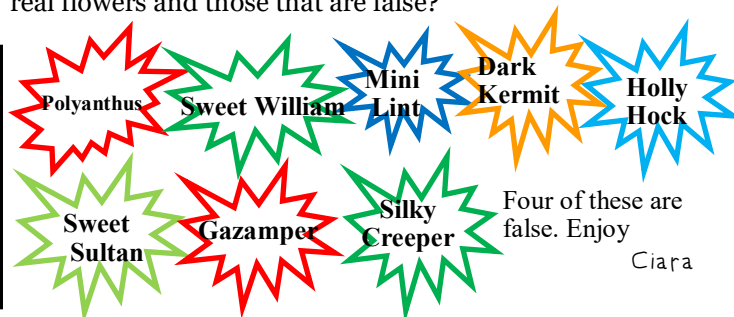 real flowers and those that are false?
Polyanthus
Sweet William
Mini
Lint
Dark
Kermit
Holly
Hock
Sweet
Sultan
Gazamper
Silky
Creeper
Four of these are
false. Enjoy
Ciara